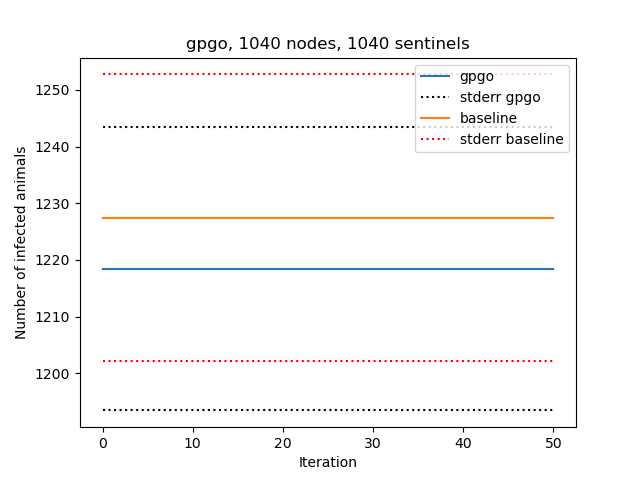 gpgo, 1040 nodes, 1040 sentinels
gpgo
stderr gpgo
baseline
stderr baseline
Number of infected animals
1250
1240
1230
1220
1210
1200
0 10 20 30 40 50
Iteration